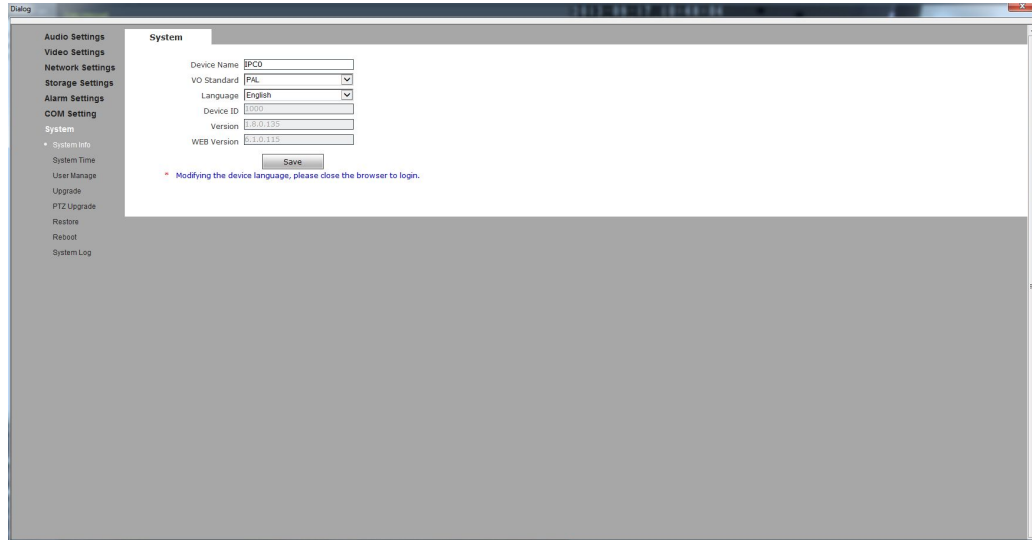 Dialog
Audio Settings
Video Settings
Network Settings
Storage Settings
Alarm Settings
COM Setting
System
System Info
System Time
User Manage
Upgrade
PTZ Upgrade
Restore
Reboot
System Log
System
Device Name IPC0
VO Standard PAL
Language English
Device ID 1000
Version 1.8.0.135
WEB Version 6.1.0.115
Save
* Modifying the device language, please close the browser to login.